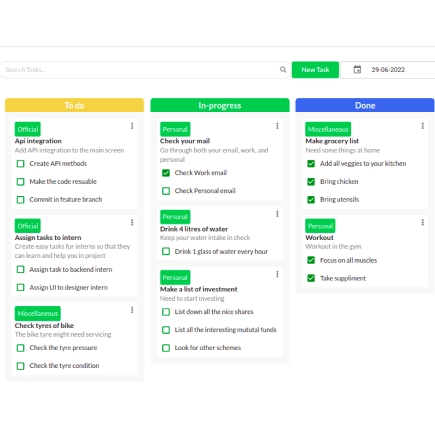 Search Tasks..
New Task
29-06-2022
To do
Official
Api integration
Add API integration to the main screen
Create API methods
Make the code resuable
Commit in feature branch
Official
Assign tasks to intern
Create easy tasks for interns so that they
can learn and help you in project
Assign task to backend intern
Assign UI to designer intern
Miscellaneous
Check tyres of bike
The bike tyre might need servicing
Check the tyre pressure
Check the tyre condition
In-progress
Personal
Check your mail
Go through both your email, work, and
personal
Check Work email
Check Personal email
Personal
Drink 4 litres of water
Keep your water intake in check
Drink 1 glass of water every hour
Personal
Make a list of investment
Need to start investing
List down all the nice shares
List all the interesting mututal funds
Look for other schemes
Done
Miscellaneous
Make grocery list
Need some things at home
Add all veggies to your kitchen
Bring chicken
Bring utensils
Personal
Workout
Workout in the gym
Focus on all muscles
Take suppliment